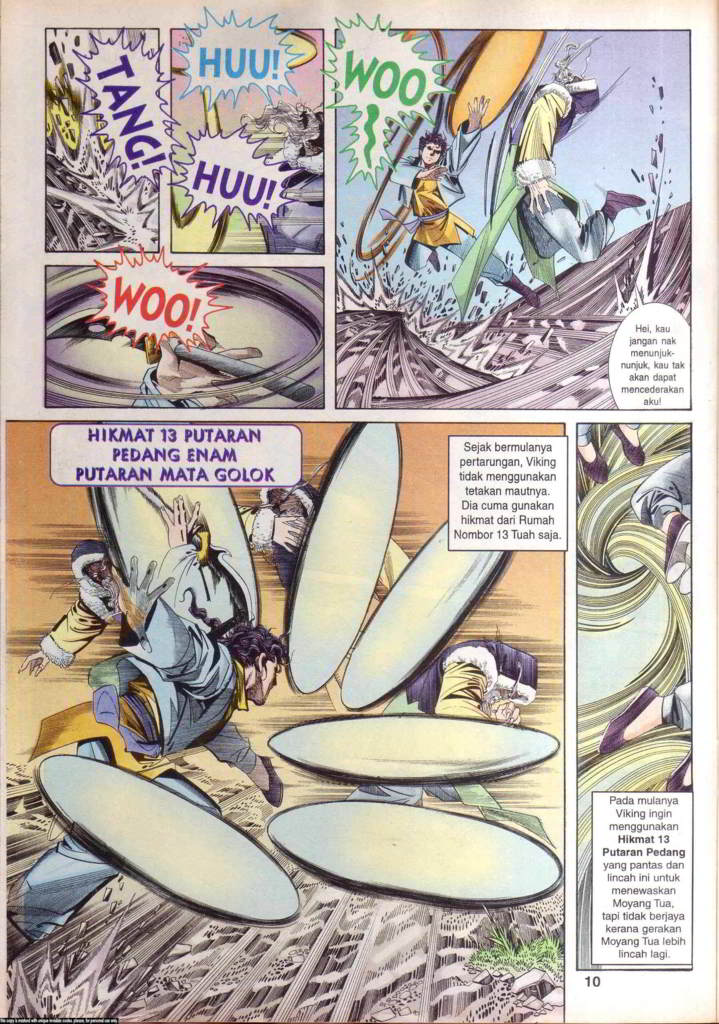 TANG!
HUU!
HUU!
WOO
WOO!
Hei, kau
jangan nak
menunjuk-
nunjuk, kau tak
akan dapat
mencederakan
aku!
HIKMAT 13 PUTARAN
PEDANG ENAM
PUTARAN MATA GOLOK
Sejak bermulanya
pertarungan, Viking
tidak menggunakan
tetakan mautnya.
Dia cuma gunakan
hikmat dari Rumah
Nombor 13 Tuah saja.
Pada mulanya
Viking ingin
menggunakan
Hikmat 13
Putaran Pedang
yang pantas dan
lincah ini untuk
menewaskan
Moyang Tua,
tapi tidak berjaya
kerana gerakan
Moyang Tua lebih
lincah lagi.
10